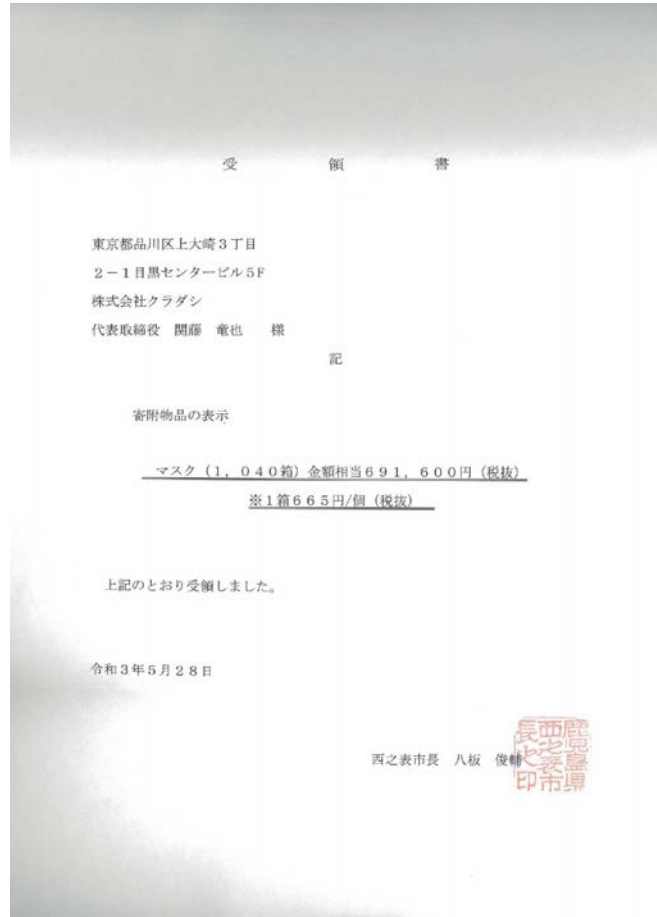 受　領　書
東京都品川区上大崎３丁目
２－１目黒センタービル5F
株式会社クラダシ
代表取締役　関藤　竜也　様
記
寄附物品の表示
マスク（１，０４０箱）金額相当６９１，６００円（税抜）
※１箱６６５円/個（税抜）
上記のとおり受領しました。
令和３年５月２８日
西之表市長　八板　俊輔
鹿児島県西之表市長之印